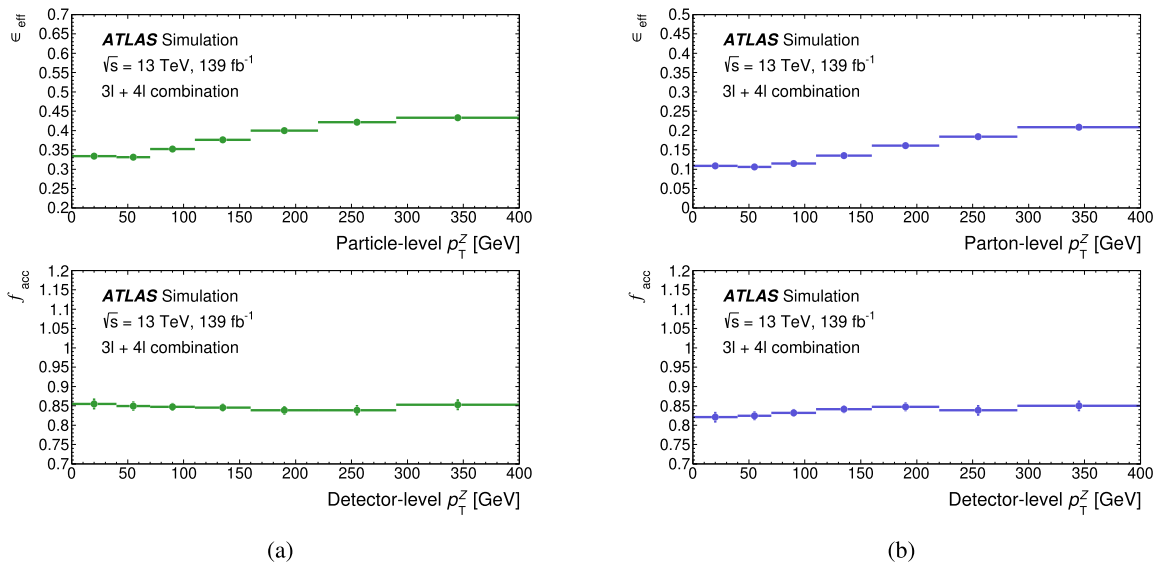 ϵ eff
0.7
0.65
0.6
0.55
0.5
0.45
0.4
0.35
0.3
0.25
0.2
ATLAS Simulation
√s = 13 TeV, 139 fb⁻¹
3l + 4l combination
0 50 100 150 200 250 300 350 400
Particle-level p_T^Z [GeV]
ϵ eff
0.5
0.45
0.4
0.35
0.3
0.25
0.2
0.15
0.1
0.05
0
ATLAS Simulation
√s = 13 TeV, 139 fb⁻¹
3l + 4l combination
0 50 100 150 200 250 300 350 400
Parton-level p_T^Z [GeV]
f acc
1.2
1.15
1.1
1.05
1
0.95
0.9
0.85
0.8
0.75
0.7
ATLAS Simulation
√s = 13 TeV, 139 fb⁻¹
3l + 4l combination
0 50 100 150 200 250 300 350 400
Detector-level p_T^Z [GeV]
f acc
1.2
1.15
1.1
1.05
1
0.95
0.9
0.85
0.8
0.75
0.7
ATLAS Simulation
√s = 13 TeV, 139 fb⁻¹
3l + 4l combination
0 50 100 150 200 250 300 350 400
Detector-level p_T^Z [GeV]
(a)
(b)